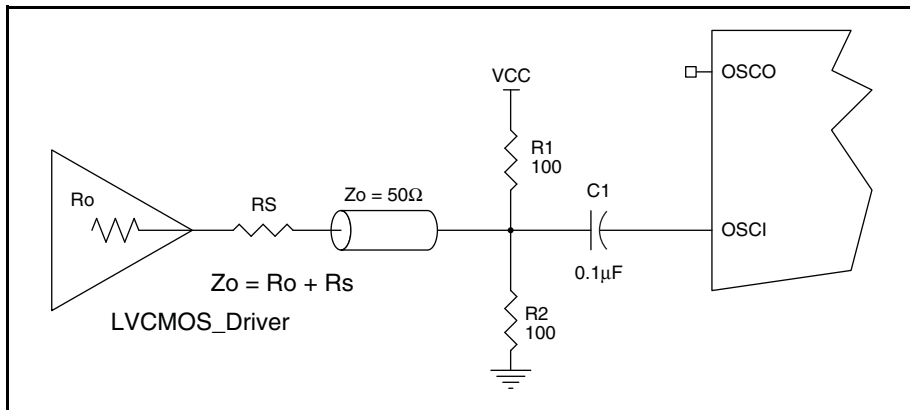 VCC
OSCO
R1
100
C1
Ro
RS
Zo = 50Ω
OSCI
0.1μF
Zo = Ro + Rs
LVCMOS_Driver
R2
100